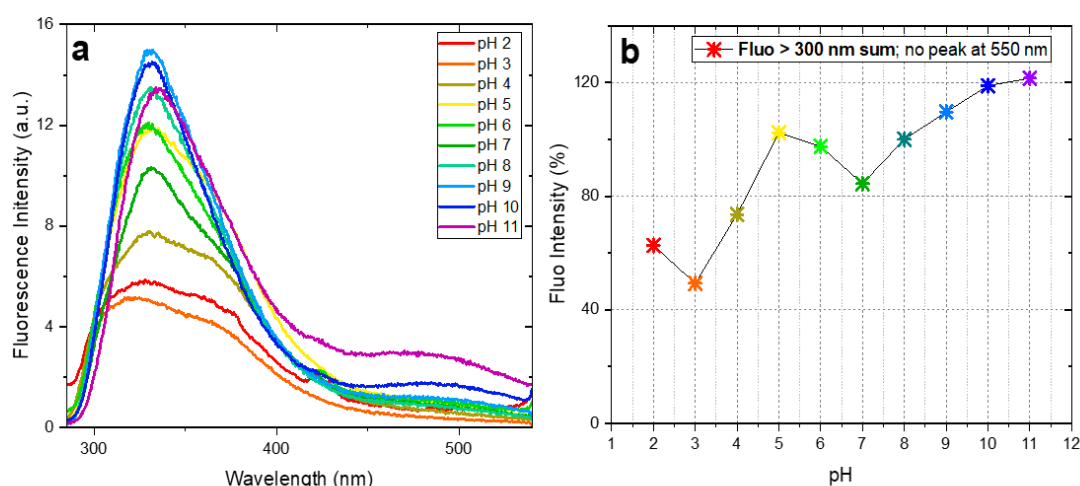 a
16
12
8
4
0
300
400
500
Fluorescence Intensity (a.u.)
Wavelength (nm)
pH 2
pH 3
pH 4
pH 5
pH 6
pH 7
pH 8
pH 9
pH 10
pH 11
b
Fluo > 300 nm sum; no peak at 550 nm
120
80
40
0
1 2 3 4 5 6 7 8 9 10 11 12
Fluo Intensity (%)
pH